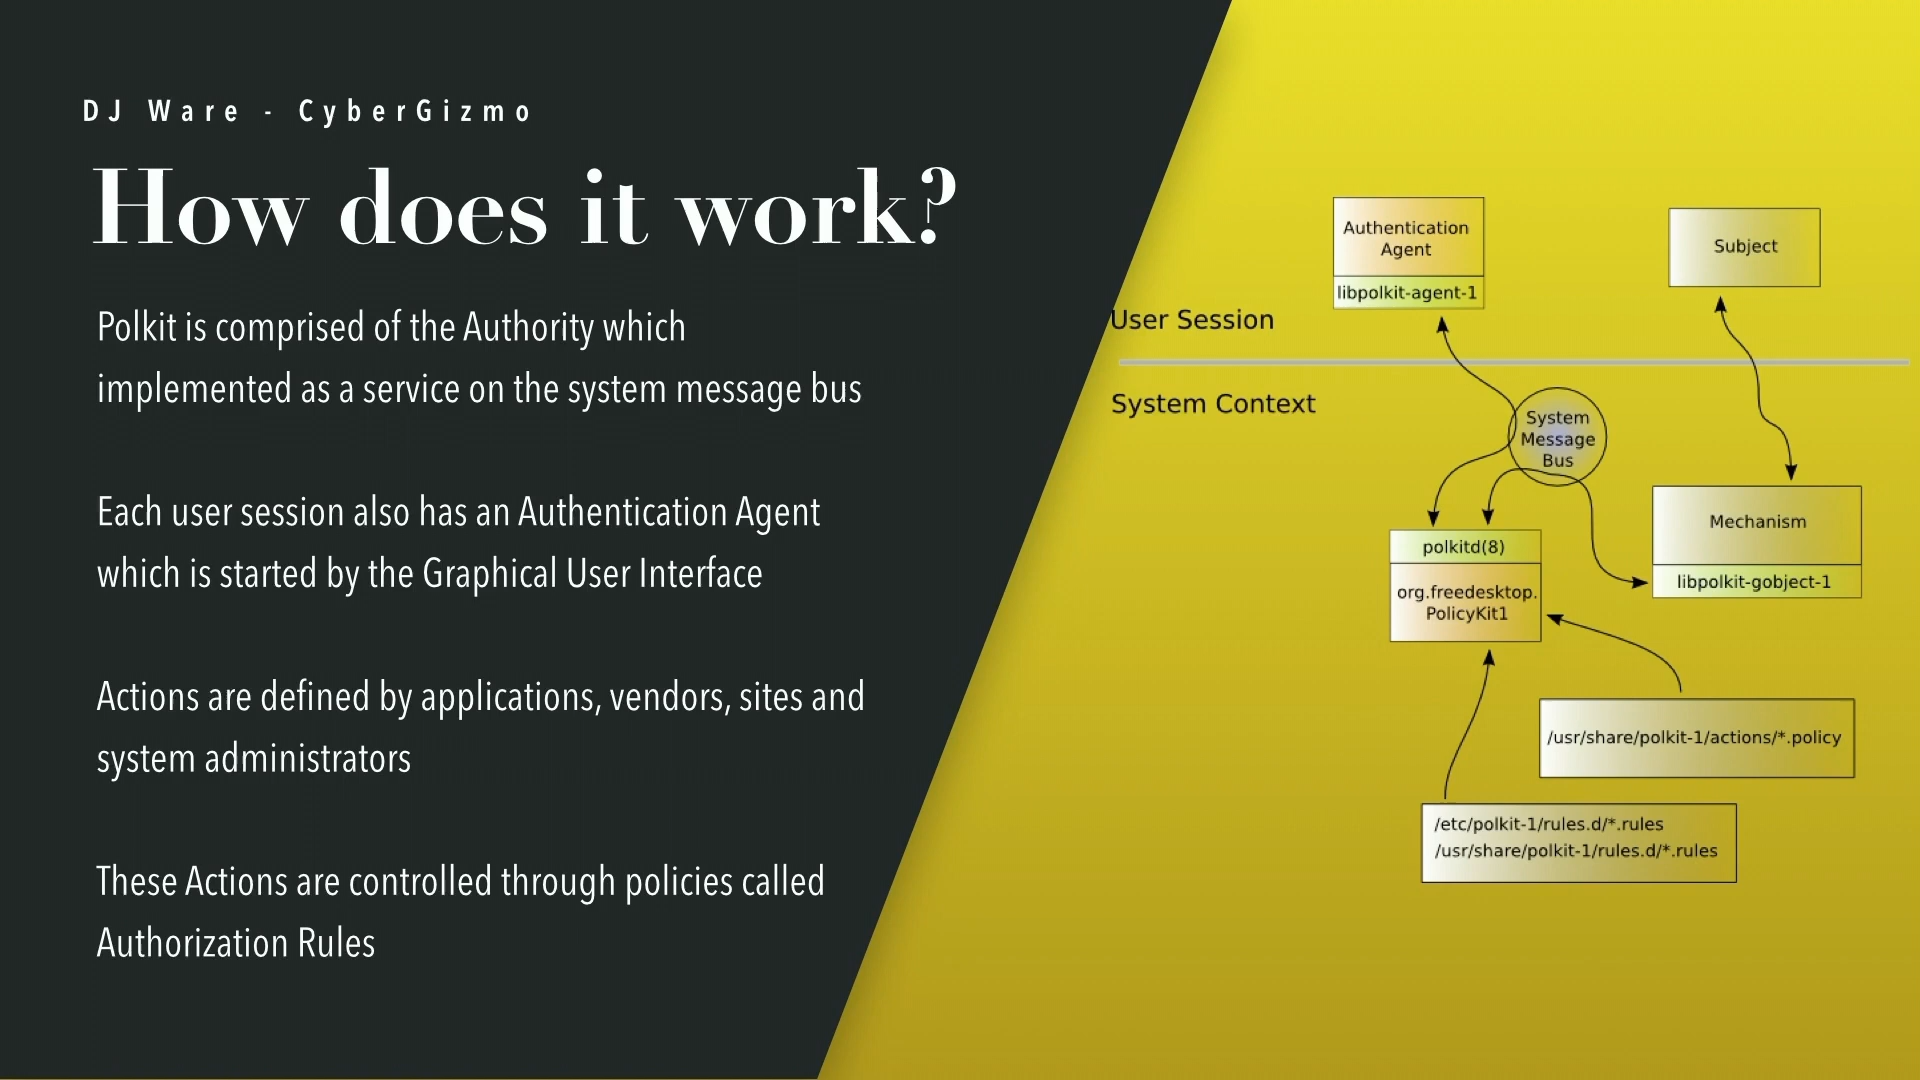 DJ Ware - CyberGizmo
How does it work?
Polkit is comprised of the Authority which
implemented as a service on the system message bus
Each user session also has an Authentication Agent
which is started by the Graphical User Interface
Actions are defined by applications, vendors, sites and
system administrators
These Actions are controlled through policies called
Authorization Rules
Authentication
Agent
libpolkit-agent-1
Subject
User Session
System Context
System
Message
Bus
Mechanism
libpolkit-gobject-1
polkitd(8)
org.freedesktop.
PolicyKit1
/usr/share/polkit-1/actions/*.policy
/etc/polkit-1/rules.d/*.rules
/usr/share/polkit-1/rules.d/*.rules